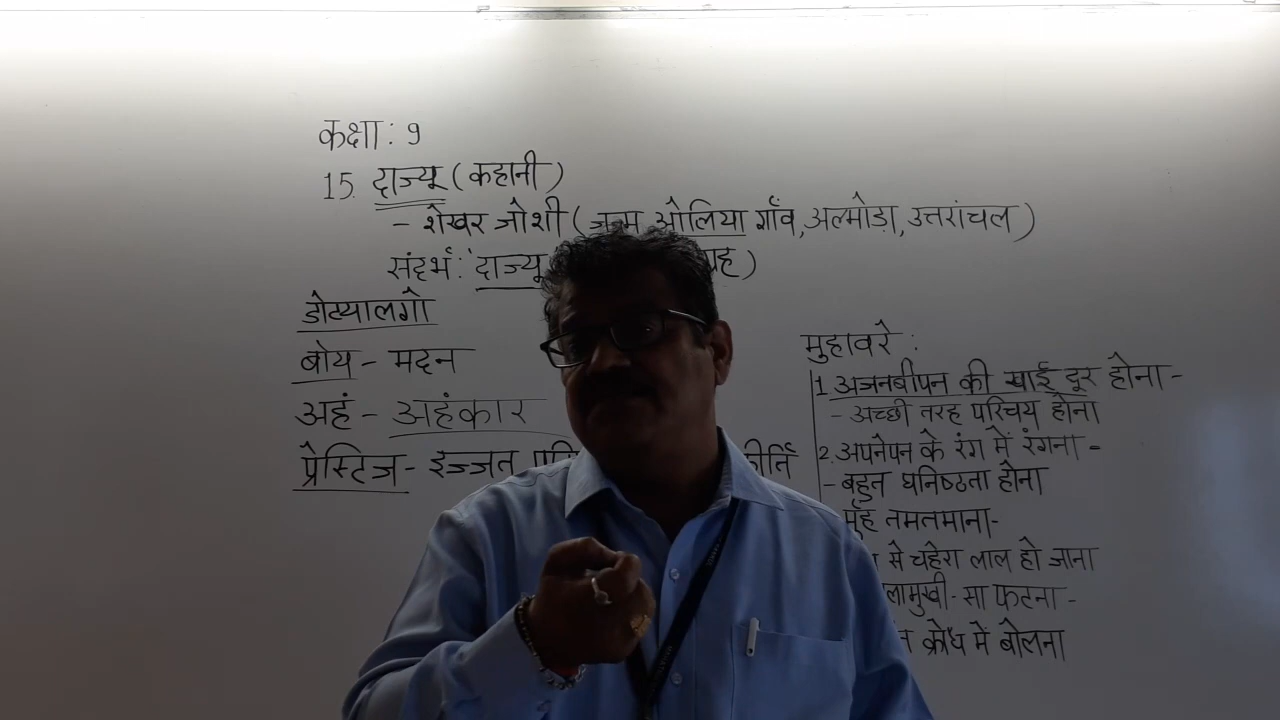 कक्षा: 9
15. दाज्यू (कहानी)
- शेखर जोशी (जन्म ओलिया गाँव, अल्मोड़ा, उत्तरांचल)
संदर्भ: 'दाज्यू
डोट्यालगो
बोय - मदन
अहं - अहंकार
प्रेस्टिज - इज्जत
मुहावरे :
1. अजनबीपन की खाई दूर होना -
- अच्छी तरह परिचय होना
2. अपनेपन के रंग में रंगना -
- बहुत घनिष्ठता होना
मुँह तमतमाना -
से चहेरा लाल हो जाना
सा फटना -
क्रोध में बोलना